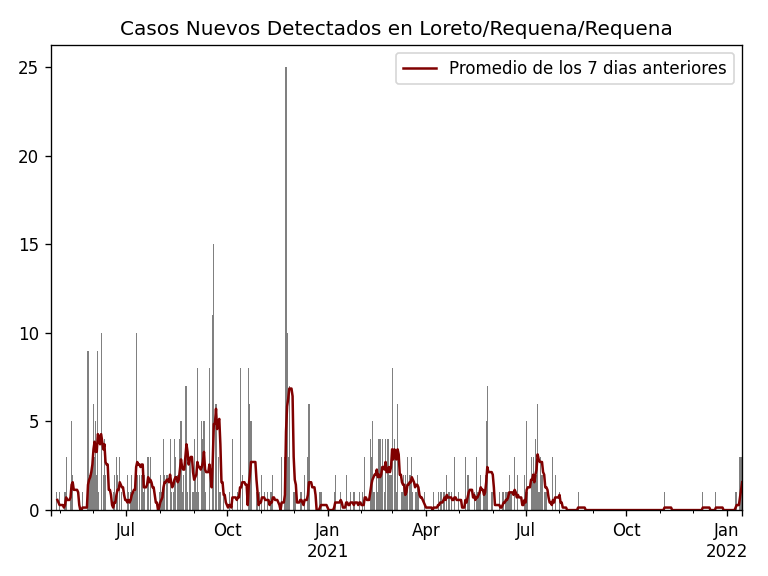 Casos Nuevos Detectados en Loreto/Requena/Requena
Promedio de los 7 dias anteriores
25
20
15
10
5
0
Jul
Oct
Jan
2021
Apr
Jul
Oct
Jan
2022